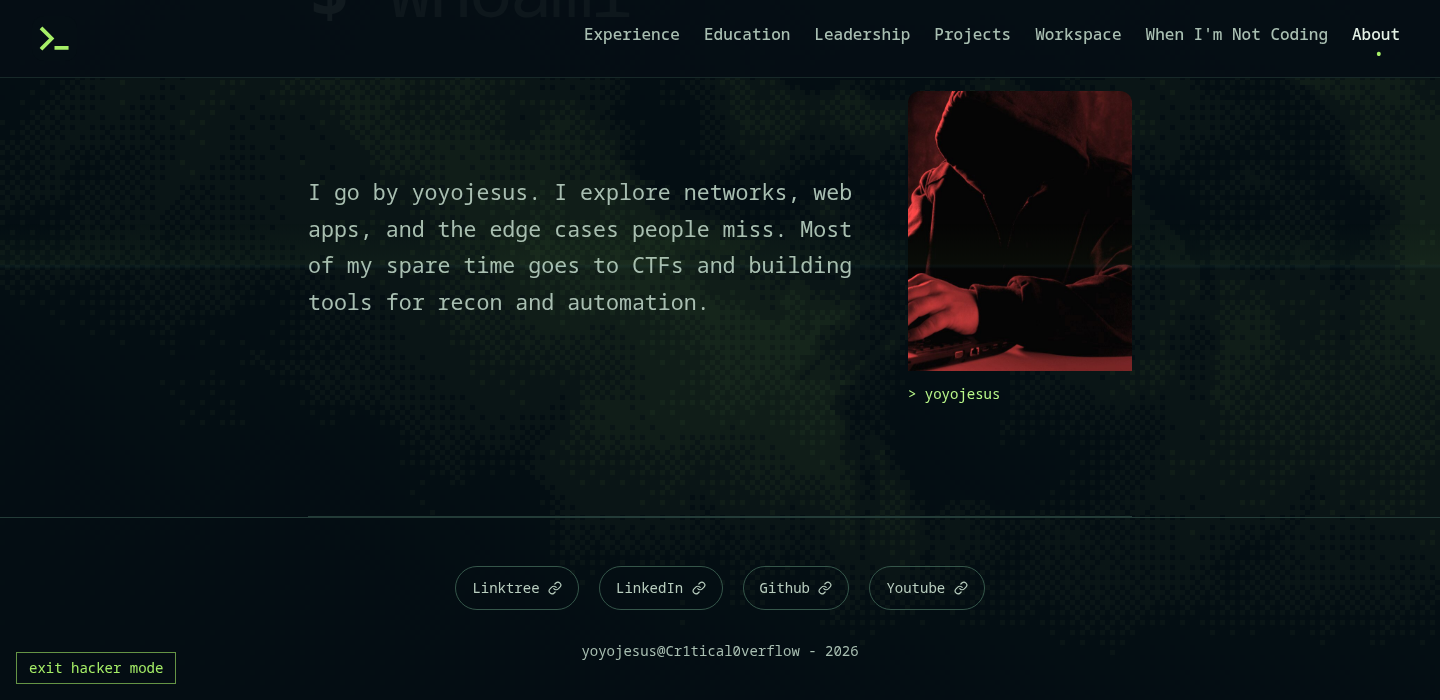 $ whoami
Experience Education Leadership Projects Workspace When I'm Not Coding About
I go by yoyojesus. I explore networks, web
apps, and the edge cases people miss. Most
of my spare time goes to CTFs and building
tools for recon and automation.
> yoyojesus
Linktree LinkedIn Github Youtube
yoyojesus@Cr1tical0verflow - 2026
exit hacker mode